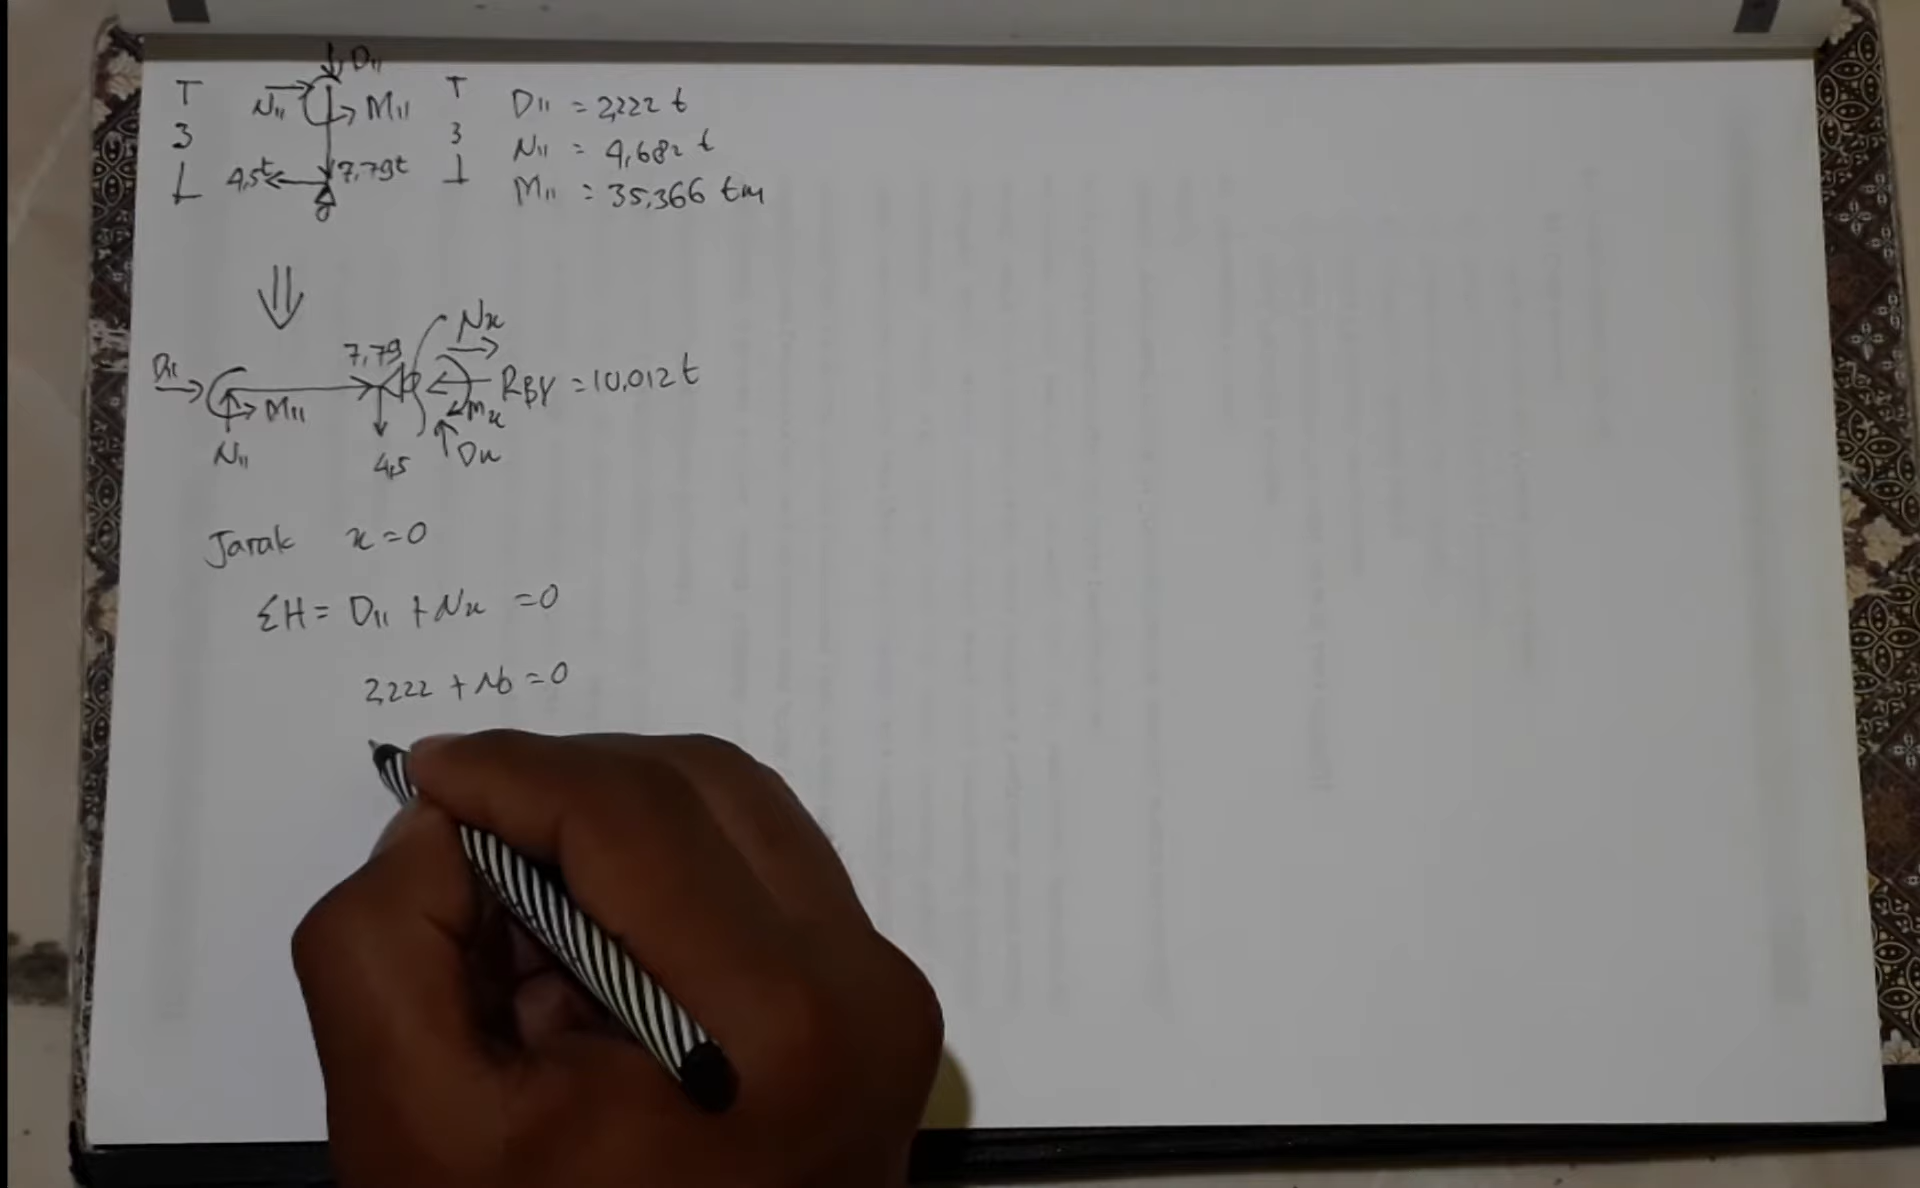 D11
T N11 M11 T D11 = 2,222 t
3 3 N11 = 4,682 t
⊥ 4,5t 7,79t ⊥ M11 = 35,366 tm
⇓
Nx
7,79
D11 RBY = 10,012 t
M11 Mx
N11 4,5 Dx
Jarak x = 0
ΣH = D11 + Nx = 0
2,222 + Nb = 0